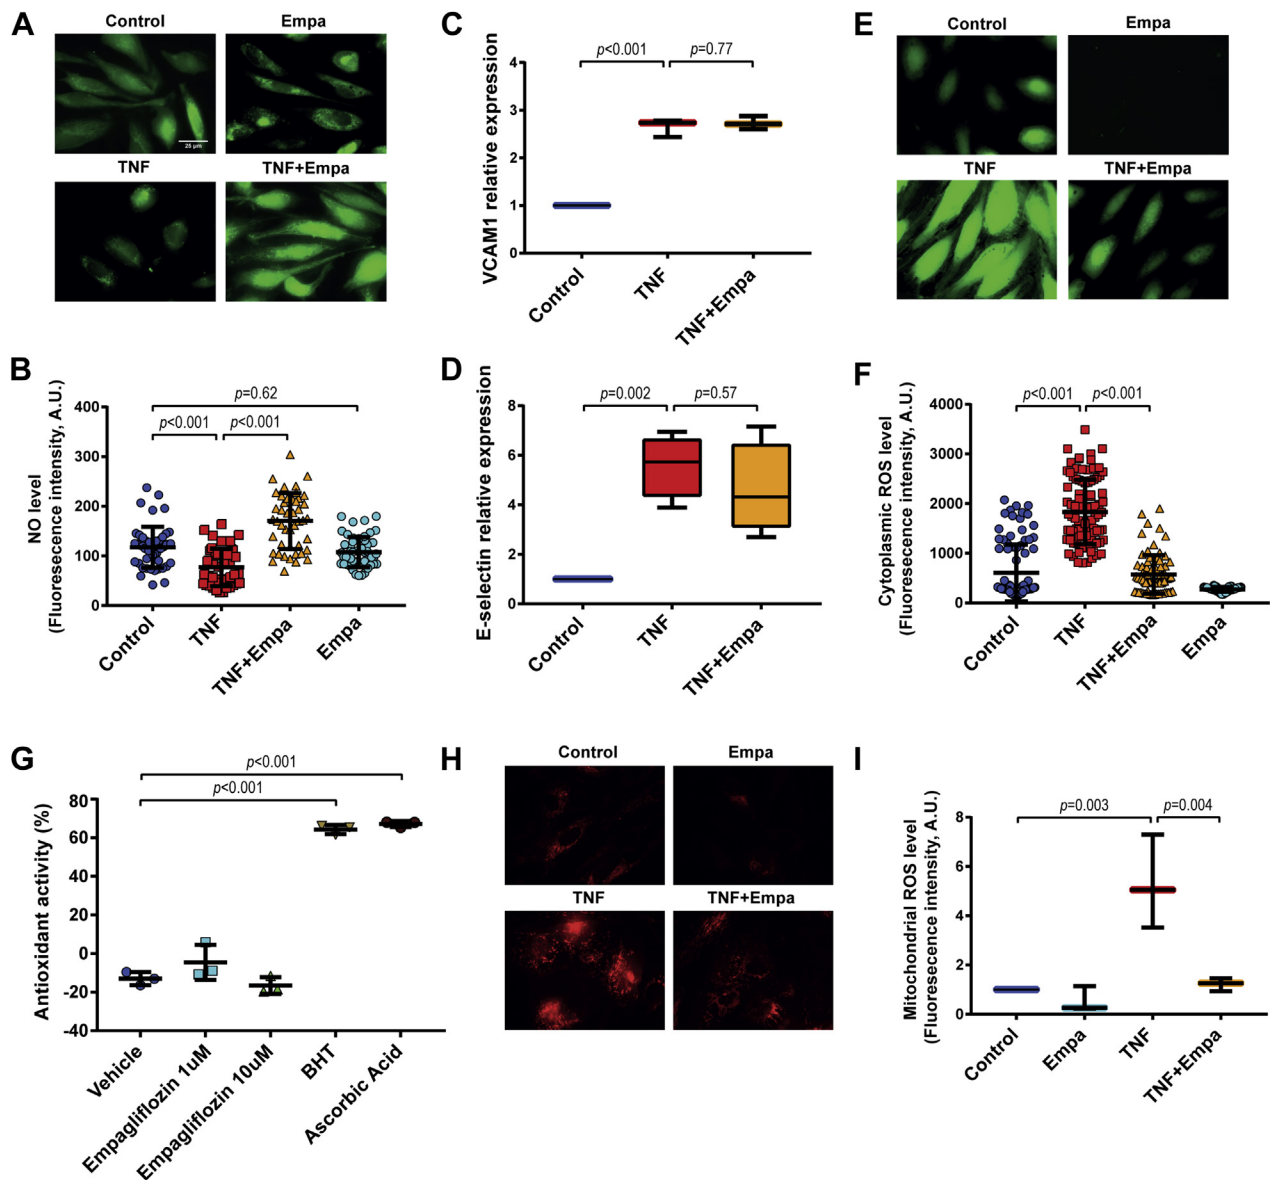 A
Control
Empa
25 µm
TNF
TNF+Empa
B
NO level
(Fluorescence intensity, A.U.)
p=0.62
p<0.001
p<0.001
400
300
200
100
0
Control
TNF
TNF+Empa
Empa
C
VCAM1 relative expression
p<0.001
p=0.77
4
3
2
1
0
Control
TNF
TNF+Empa
D
E-selectin relative expression
p=0.002
p=0.57
8
6
4
2
0
Control
TNF
TNF+Empa
E
Control
Empa
TNF
TNF+Empa
F
Cytoplasmic ROS level
(Fluorescence intensity, A.U.)
p<0.001
p<0.001
4000
3000
2000
1000
0
Control
TNF
TNF+Empa
Empa
G
Antioxidant activity (%)
p<0.001
p<0.001
80
60
40
20
0
-20
-40
Vehicle
Empagliflozin 1uM
Empagliflozin 10uM
BHT
Ascorbic Acid
H
Control
Empa
TNF
TNF+Empa
I
Mitochondrial ROS level
(Fluoresecence intensity, A.U.)
p=0.003
p=0.004
8
6
4
2
0
Control
Empa
TNF
TNF+Empa